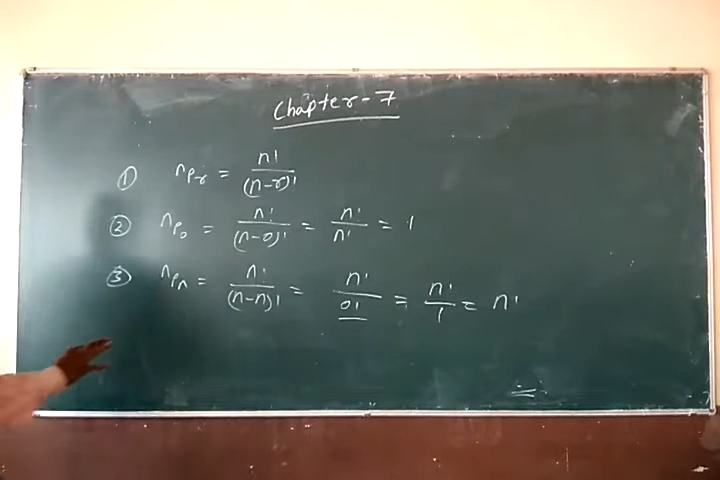 Chapter-7
① nPr = n!/(n-r)!
② nP0 = n!/(n-0)! = n!/n! = 1
③ nPn = n!/(n-n)! = n!/0! = n!/1 = n!